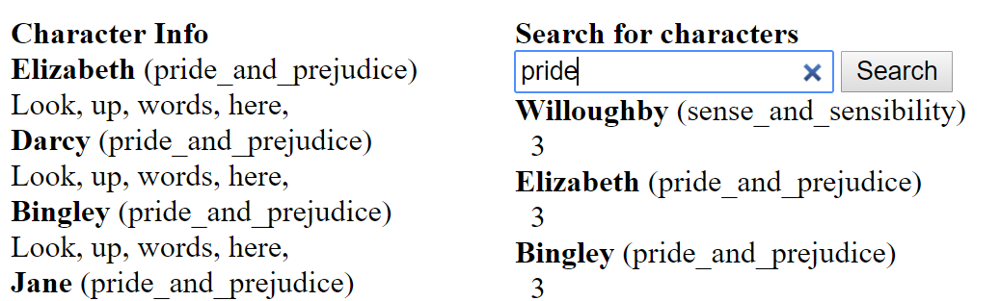 Character Info
Elizabeth (pride_and_prejudice)
Look, up, words, here,
Darcy (pride_and_prejudice)
Look, up, words, here,
Bingley (pride_and_prejudice)
Look, up, words, here,
Jane (pride_and_prejudice)
Search for characters
pride
Search
Willoughby (sense_and_sensibility)
3
Elizabeth (pride_and_prejudice)
3
Bingley (pride_and_prejudice)
3